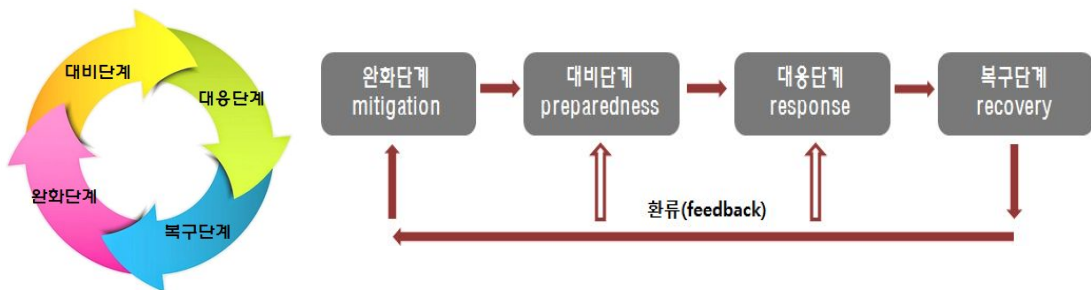 대비단계
대응단계
완화단계
복구단계
완화단계
mitigation
대비단계
preparedness
대응단계
response
복구단계
recovery
환류(feedback)